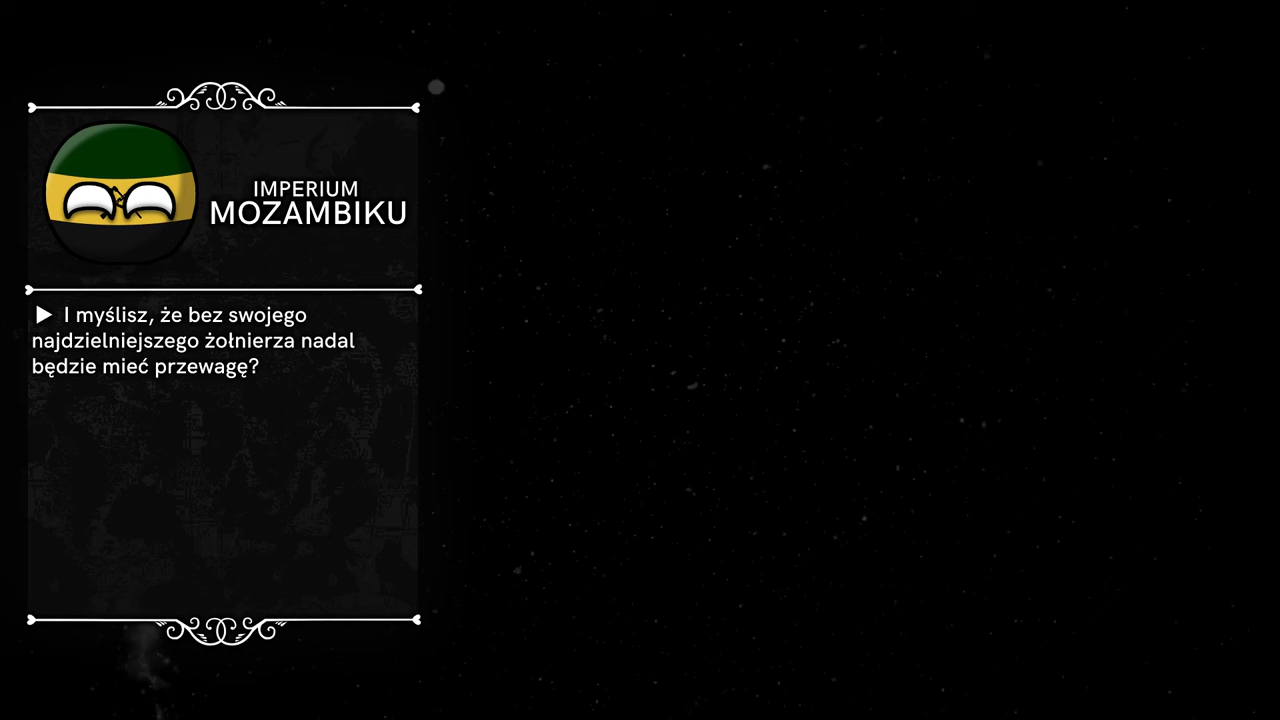 IMPERIUM
MOZAMBIKU
▶ I myślisz, że bez swojego
najdzielniejszego żołnierza nadal
będzie mieć przewagę?